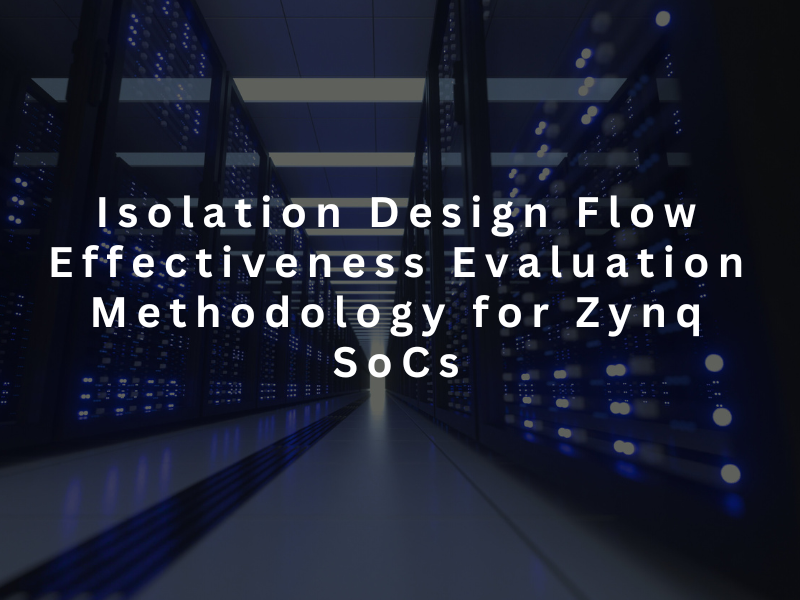 Isolation Design Flow
Effectiveness Evaluation
Methodology for Zynq
SoCs